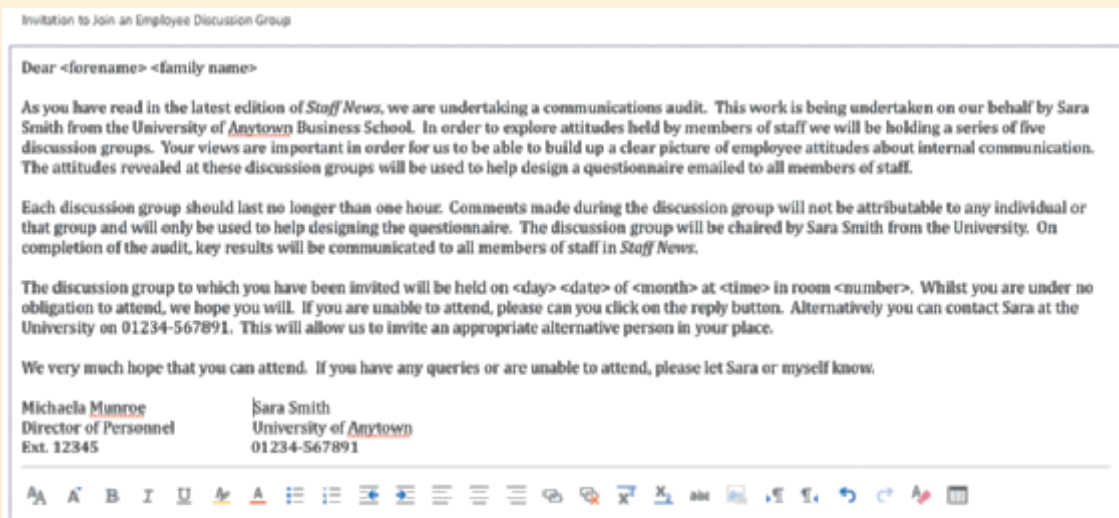 Invitation to Join an Employee Discussion Group
Dear <forename> <family name>
As you have read in the latest edition of Staff News, we are undertaking a communications audit. This work is being undertaken on our behalf by Sara
Smith from the University of Anytown Business School. In order to explore attitudes held by members of staff we will be holding a series of five
discussion groups. Your views are important in order for us to be able to build up a clear picture of employee attitudes about internal communication.
The attitudes revealed at these discussion groups will be used to help design a questionnaire emailed to all members of staff.
Each discussion group should last no longer than one hour. Comments made during the discussion group will not be attributable to any individual or
that group and will only be used to help designing the questionnaire. The discussion group will be chaired by Sara Smith from the University. On
completion of the audit, key results will be communicated to all members of staff in Staff News.
The discussion group to which you have been invited will be held on <day> <date> of <month> at <time> in room <number>. Whilst you are under no
obligation to attend, we hope you will. If you are unable to attend, please can you click on the reply button. Alternatively you can contact Sara at the
University on 01234-567891. This will allow us to invite an appropriate alternative person in your place.
We very much hope that you can attend. If you have any queries or are unable to attend, please let Sara or myself know.
Michaela Munroe Sara Smith
Director of Personnel University of Anytown
Ext. 12345 01234-567891